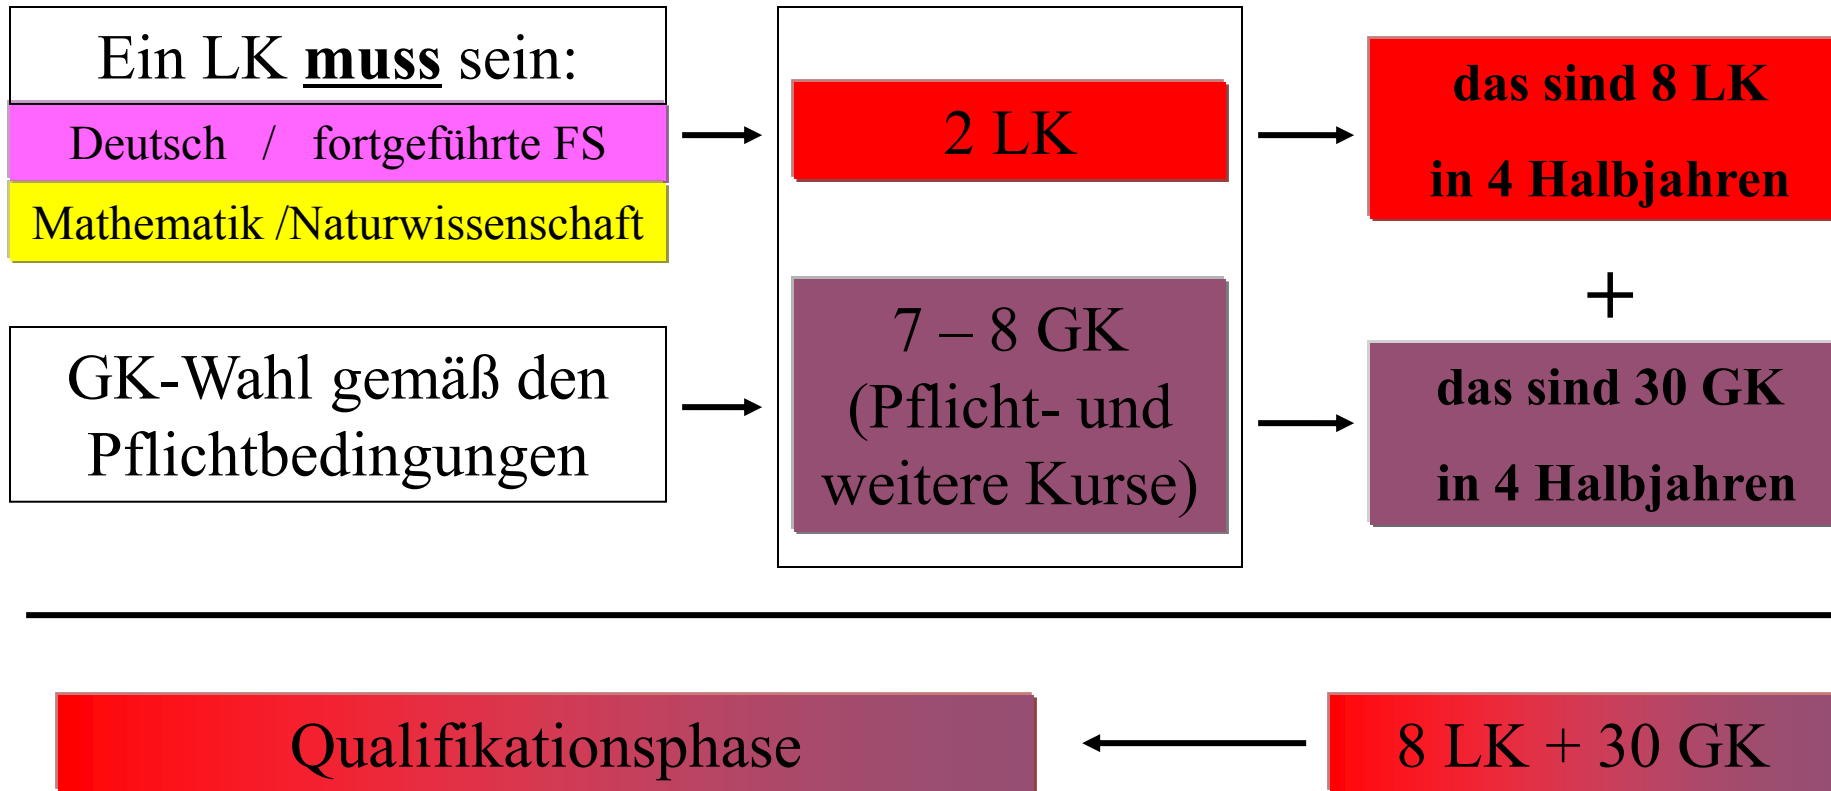 Ein LK muss sein:
Deutsch / fortgeführte FS
Mathematik /Naturwissenschaft
GK-Wahl gemäß den
Pflichtbedingungen
2 LK
7 – 8 GK
(Pflicht- und
weitere Kurse)
das sind 8 LK
in 4 Halbjahren
+
das sind 30 GK
in 4 Halbjahren
Qualifikationsphase
8 LK + 30 GK